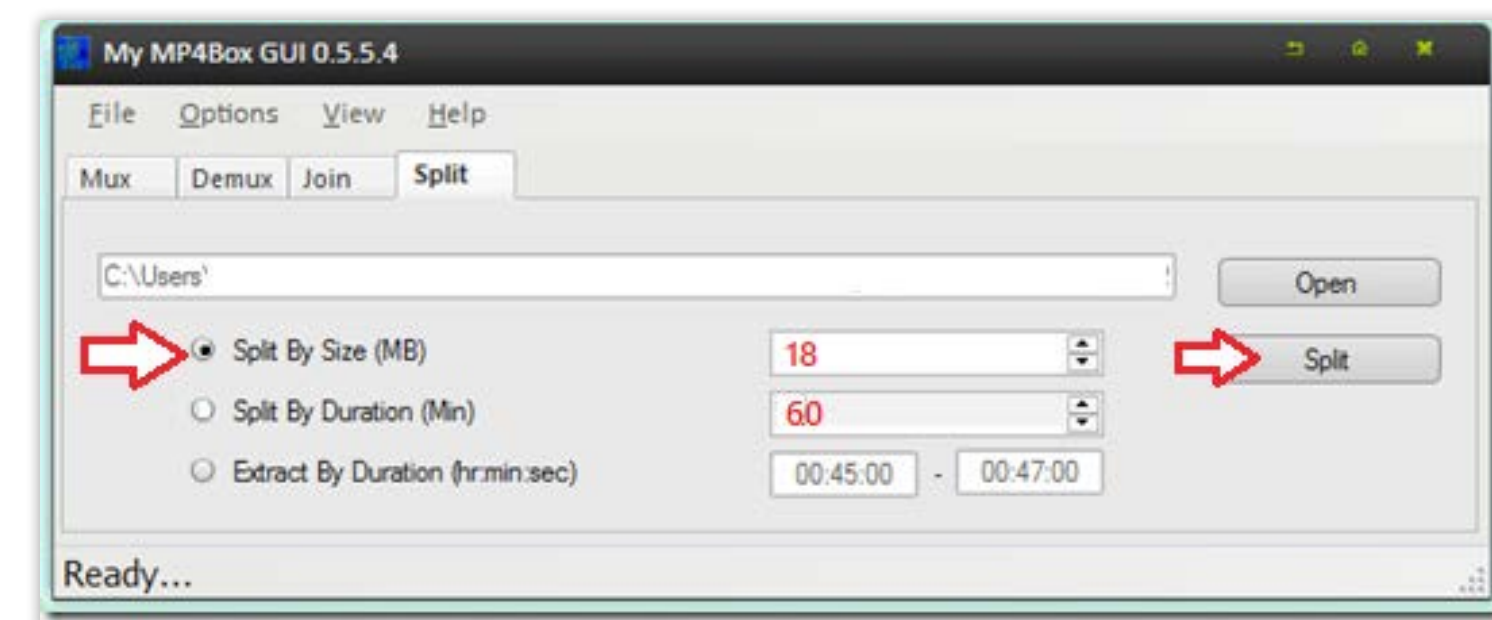 My MP4Box GUI 0.5.5.4
File Options View Help
Mux Demux Join Split
C:\Users' Open
Split By Size (MB) 18 Split
Split By Duration (Min) 60
Extract By Duration (hr:min:sec) 00:45:00 - 00:47:00
Ready...